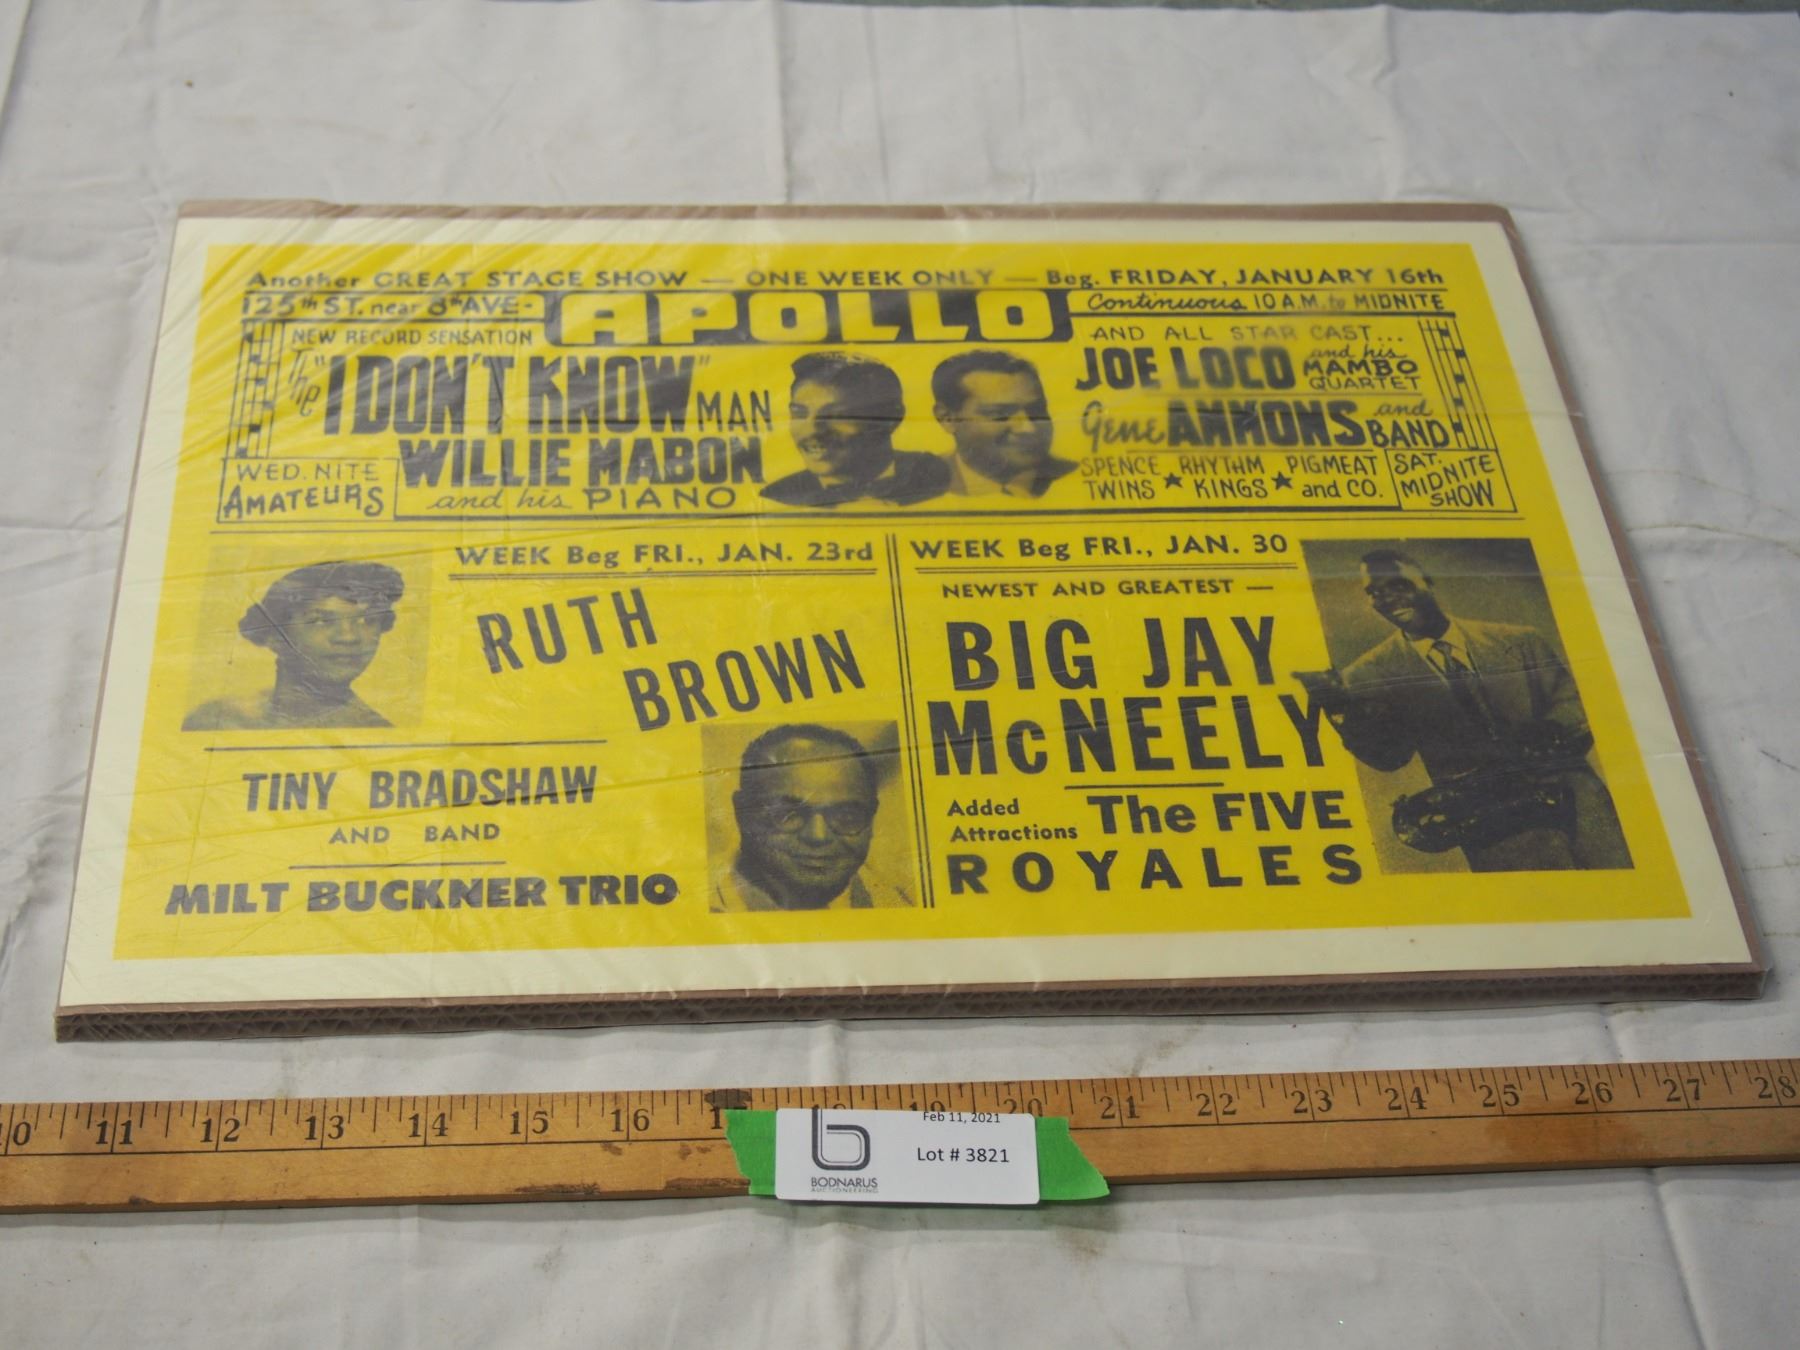 Another GREAT STAGE SHOW — ONE WEEK ONLY — Beg. FRIDAY, JANUARY 16th
125th ST. near 8th AVE- APOLLO Continuous 10 A.M. to MIDNITE
NEW RECORD SENSATION
The "I DON'T KNOW" MAN
WILLIE MABON
and his PIANO
WED. NITE
AMATEURS
AND ALL STAR CAST...
JOE LOCO and his MAMBO QUARTET
Gene AMMONS and BAND
SPENCE TWINS ★ RHYTHM KINGS ★ PIGMEAT and CO.
SAT. MIDNITE SHOW
WEEK Beg FRI., JAN. 23rd
RUTH
BROWN
TINY BRADSHAW
AND BAND
MILT BUCKNER TRIO
WEEK Beg FRI., JAN. 30
NEWEST AND GREATEST —
BIG JAY
McNEELY
Added Attractions The FIVE
ROYALES
10 11 12 13 14 15 16 17 18 19 20 21 22 23 24 25 26 27 28
Feb 11, 2021
Lot # 3821
b
BODNARUS
AUCTIONEERING